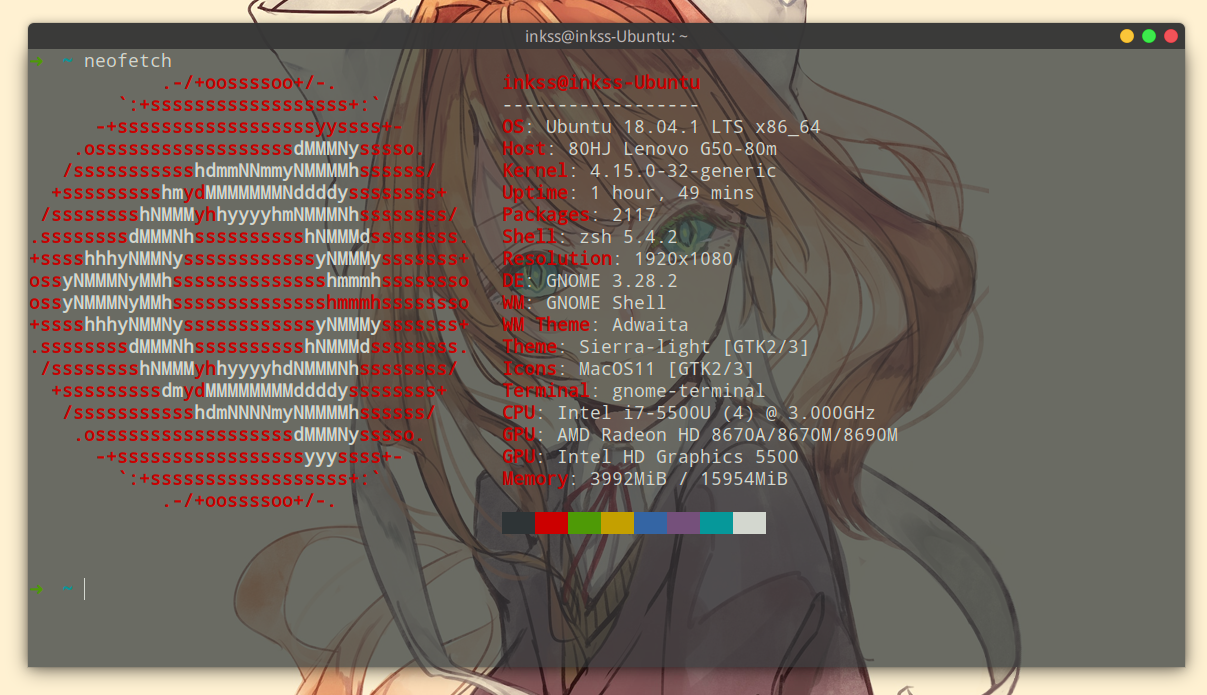 inkss@inkss-Ubuntu: ~
➜  ~ neofetch
            .-/+oossssoo+/-.
        `:+ssssssssssssssssss+:`
      -+ssssssssssssssssssyyssss+-
    .ossssssssssssssssssdMMMNysssso.
   /ssssssssssshdmmNNmmyNMMMMhssssss/
  +ssssssssshmydMMMMMMMNddddyssssssss+
 /sssssssshNMMMyhhyyyyhmNMMMNhssssssss/
.ssssssssdMMMNhsssssssssshNMMMdssssssss.
+sssshhhyNMMNyssssssssssssyNMMMysssssss+
ossyNMMMNyMMhsssssssssssssshmmmhssssssso
ossyNMMMNyMMhsssssssssssssshmmmhssssssso
+sssshhhyNMMNyssssssssssssyNMMMysssssss+
.ssssssssdMMMNhsssssssssshNMMMdssssssss.
 /sssssssshNMMMyhhyyyyhdNMMMNhssssssss/
  +sssssssssdmydMMMMMMMMddddyssssssss+
   /ssssssssssshdmNNNNmyNMMMMhssssss/
    .ossssssssssssssssssdMMMNysssso.
      -+sssssssssssssssssyyyssss+-
        `:+ssssssssssssssssss+:`
            .-/+oossssoo+/-.
inkss@inkss-Ubuntu
------------------
OS: Ubuntu 18.04.1 LTS x86_64
Host: 80HJ Lenovo G50-80m
Kernel: 4.15.0-32-generic
Uptime: 1 hour, 49 mins
Packages: 2117
Shell: zsh 5.4.2
Resolution: 1920x1080
DE: GNOME 3.28.2
WM: GNOME Shell
WM Theme: Adwaita
Theme: Sierra-light [GTK2/3]
Icons: MacOS11 [GTK2/3]
Terminal: gnome-terminal
CPU: Intel i7-5500U (4) @ 3.000GHz
GPU: AMD Radeon HD 8670A/8670M/8690M
GPU: Intel HD Graphics 5500
Memory: 3992MiB / 15954MiB
➜  ~